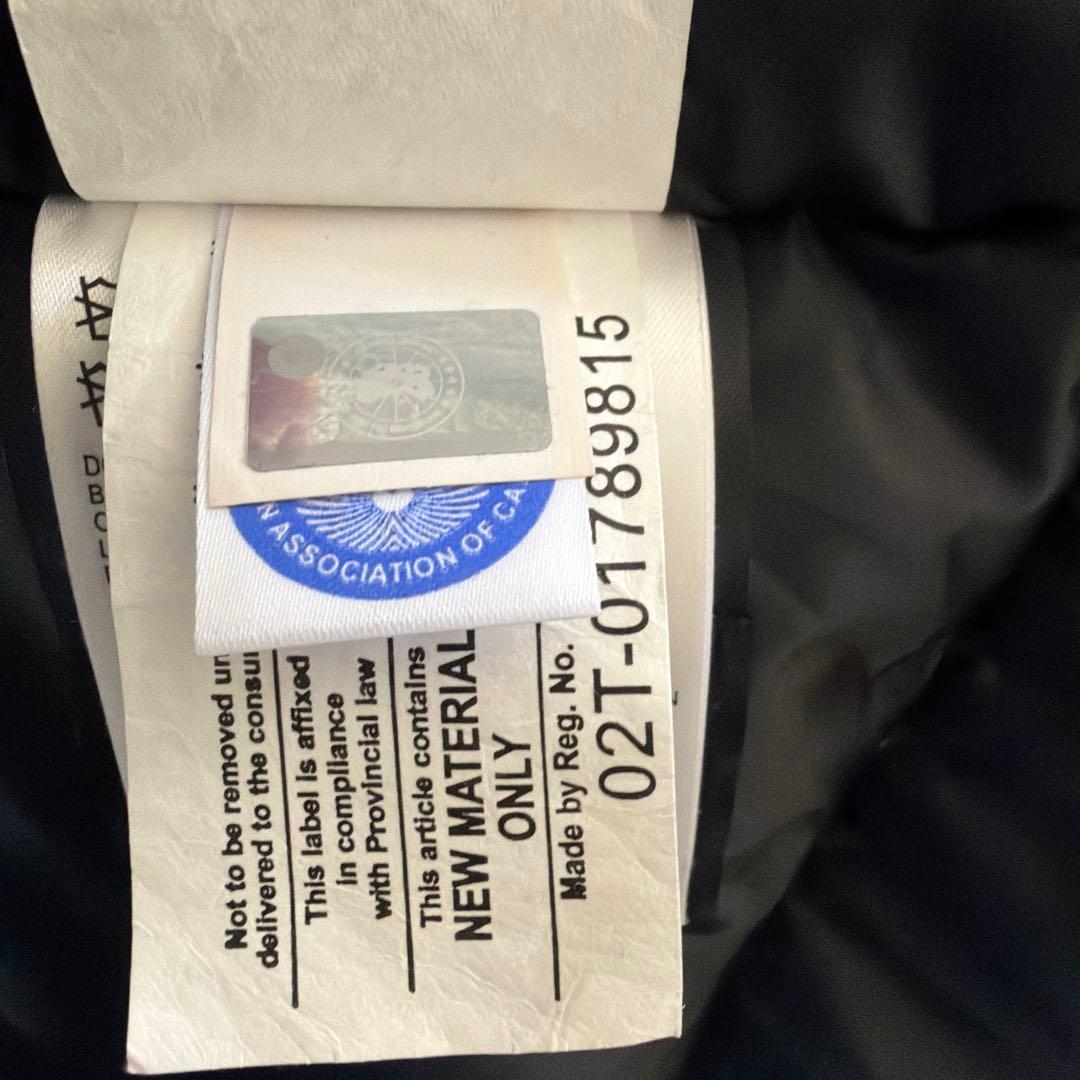 Not to be removed un
delivered to the consu
This label is affixed
in compliance
with Provincial law
This article contains
NEW MATERIAL
ONLY
Made by Reg. No.
02T-01789815
N ASSOCIATION OF CA